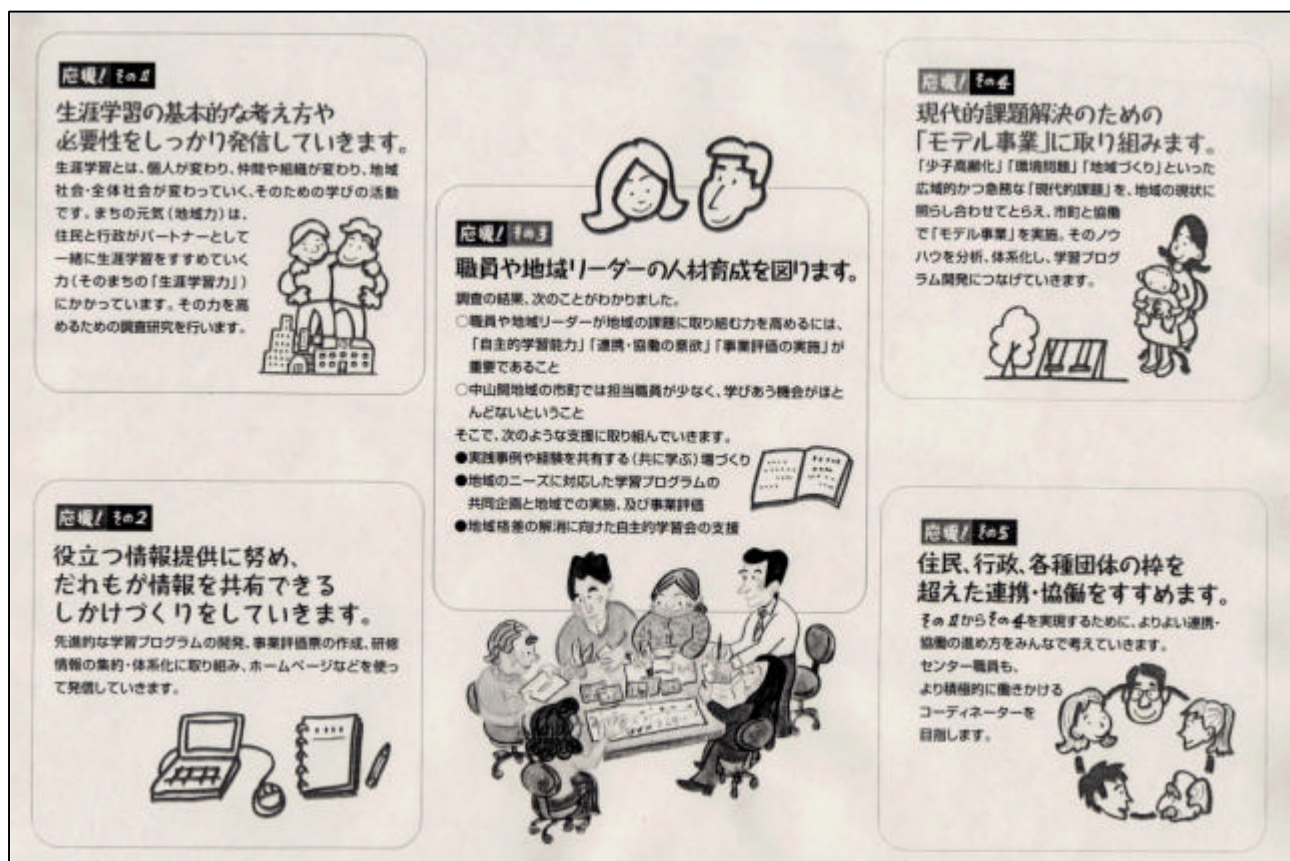 応援！その1
生涯学習の基本的な考え方や
必要性をしっかり発信していきます。
生涯学習とは、個人が変わり、仲間や組織が変わり、地域
社会・全体社会が変わっていく、そのための学びの活動
です。まちの元気（地域力）は、
住民と行政がパートナーとして
一緒に生涯学習をすすめていく
力（そのまちの「生涯学習力」）
にかかっています。その力を高
めるための調査研究を行います。
応援！その2
役立つ情報提供に努め、
だれもが情報を共有できる
しかけづくりをしていきます。
先進的な学習プログラムの開発、事業評価票の作成、研修
情報の集約・体系化に取り組み、ホームページなどを使っ
て発信していきます。
応援！その3
職員や地域リーダーの人材育成を図ります。
調査の結果、次のことがわかりました。
○職員や地域リーダーが地域の課題に取り組む力を高めるには、
「自主的学習能力」「連携・協働の意欲」「事業評価の実施」が
重要であること
○中山間地域の市町では担当職員が少なく、学びあう機会がほと
んどないということ
そこで、次のような支援に取り組んでいきます。
●実践事例や経験を共有する（共に学ぶ）場づくり
●地域のニーズに対応した学習プログラムの
共同企画と地域での実施、及び事業評価
●地域格差の解消に向けた自主的学習会の支援
応援！その4
現代的課題解決のための
「モデル事業」に取り組みます。
「少子高齢化」「環境問題」「地域づくり」といった
広域的かつ急務な「現代的課題」を、地域の現状に
照らし合わせてとらえ、市町と協働
で「モデル事業」を実施。そのノウ
ハウを分析、体系化し、学習プログ
ラム開発につなげていきます。
応援！その5
住民、行政、各種団体の枠を
超えた連携・協働をすすめます。
その1からその4を実現するために、よりよい連携・
協働の進め方をみんなで考えていきます。
センター職員も、
より積極的に働きかける
コーディネーターを
目指します。